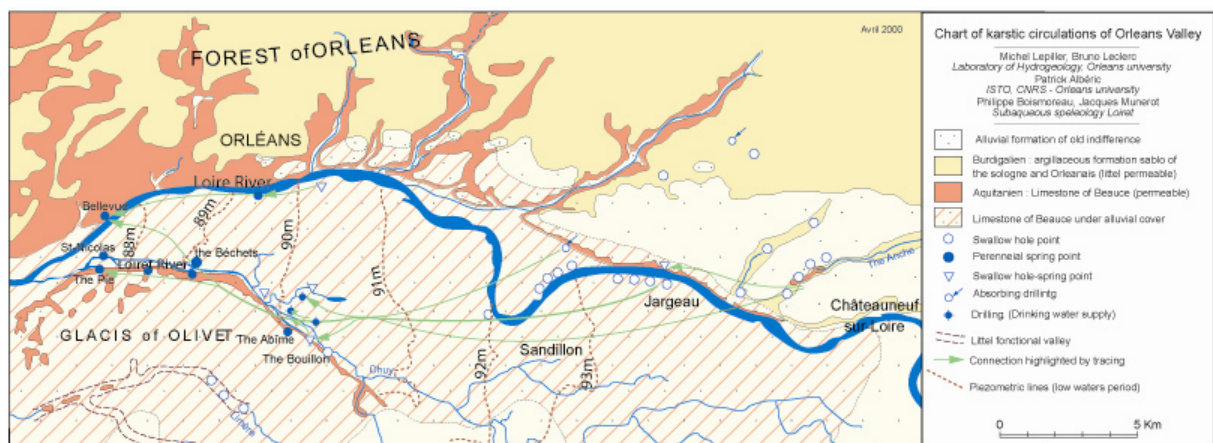 FOREST of ORLEANS
Avril 2000
ORLÉANS
Loire River
Bellevue
89m
90m
88m
St-Nicolas
the Béchets
Loiret River
The Pie
91m
The Anche
Jargeau
Châteauneuf
sur-Loire
GLACIS of OLIVET
The Abîme
The Bouillon
Sandillon
92m
93m
Dhuy
Limère
Chart of karstic circulations of Orleans Valley
Michel Lepiller, Bruno Leclerc
Laboratory of Hydrogeology, Orleans university
Patrick Albéric
ISTO, CNRS - Orleans university
Philippe Boismoreau, Jacques Munerot
Subaqueous speleology Loiret
Alluvial formation of old indifference
Burdigalien : argillaceous formation sablo of
the sologne and Orleanais (littel permeable)
Aquitanien : Limestone of Beauce (permeable)
Limestone of Beauce under alluvial cover
Swallow hole point
Perenneial spring point
Swallow hole-spring point
Absorbing drillintg
Drilling. (Drinking water supply)
Littel fonctional valley
Connection highlighted by tracing
Piezometric lines (low waters period)
0 5 Km